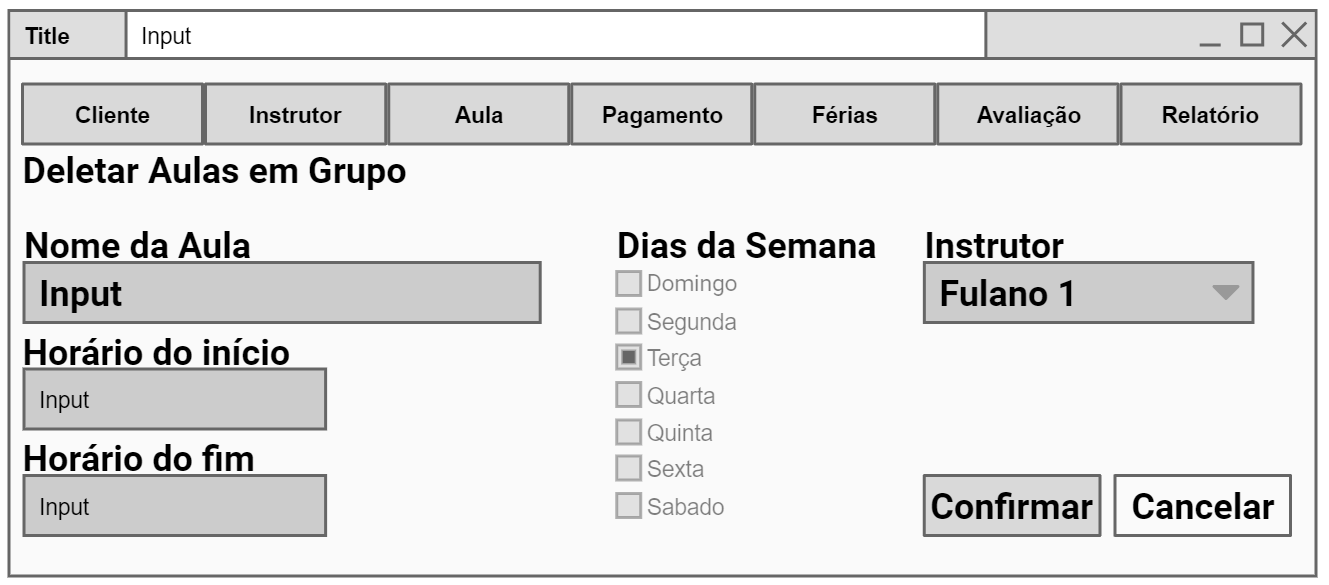 Title Input
Cliente Instrutor Aula Pagamento Férias Avaliação Relatório
Deletar Aulas em Grupo
Nome da Aula
Input
Horário do início
Input
Horário do fim
Input
Dias da Semana
Domingo
Segunda
Terça
Quarta
Quinta
Sexta
Sabado
Instrutor
Fulano 1
Confirmar Cancelar